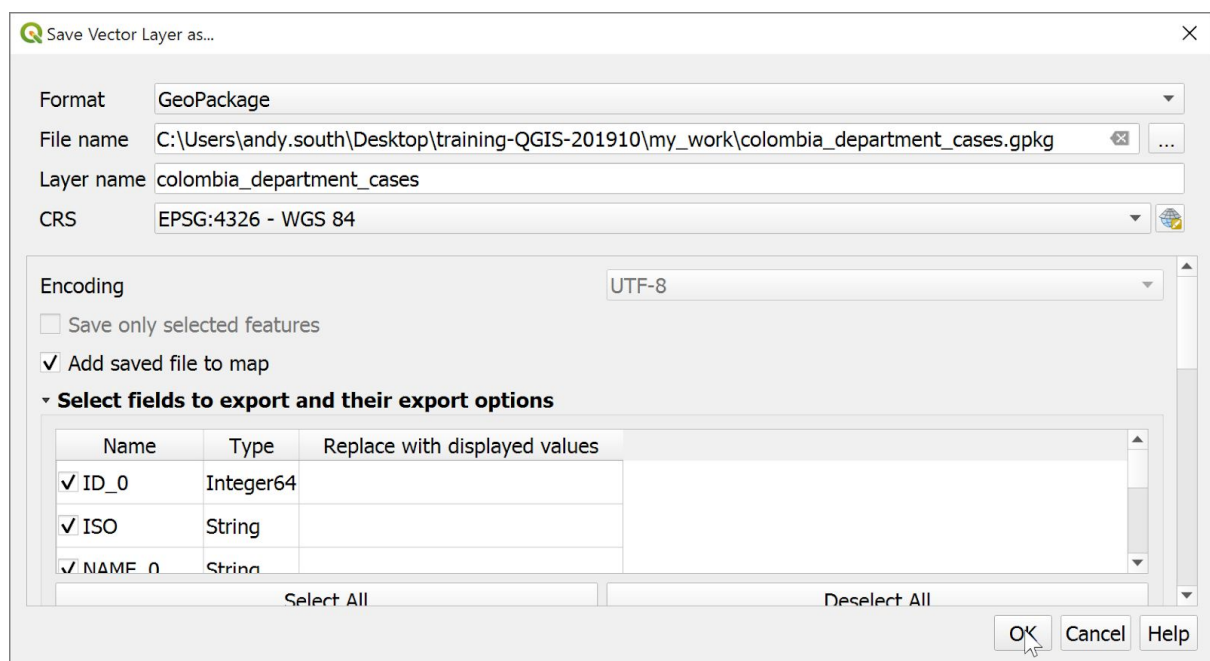 Save Vector Layer as...
Format GeoPackage
File name C:\Users\andy.south\Desktop\training-QGIS-201910\my_work\colombia_department_cases.gpkg ...
Layer name colombia_department_cases
CRS EPSG:4326 - WGS 84
Encoding UTF-8
Save only selected features
Add saved file to map
Select fields to export and their export options
Name Type Replace with displayed values
ID_0 Integer64
ISO String
NAME_0 String
Select All Deselect All
OK Cancel Help